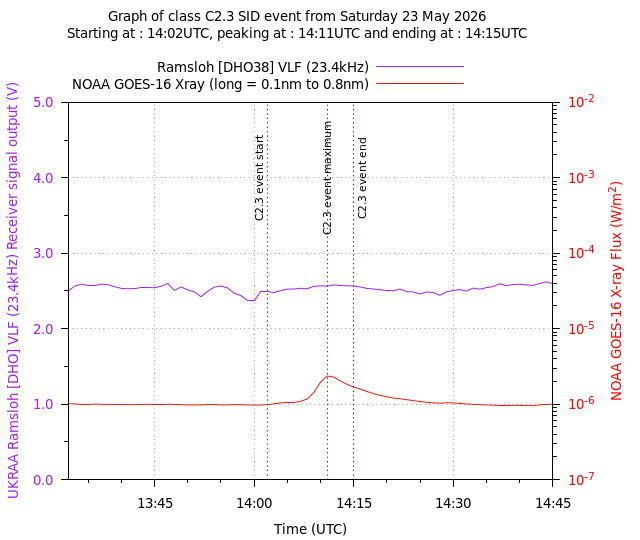 Graph of class C2.3 SID event from Saturday 23 May 2026
Starting at : 14:02UTC, peaking at : 14:11UTC and ending at : 14:15UTC
Ramsloh [DHO38] VLF (23.4kHz)
NOAA GOES-16 Xray (long = 0.1nm to 0.8nm)
UKRAA Ramsloh [DHO] VLF (23.4kHz) Receiver signal output (V)
5.0
4.0
3.0
2.0
1.0
0.0
C2.3 event start
C2.3 event maximum
C2.3 event end
10-2
10-3
10-4
10-5
10-6
10-7
NOAA GOES-16 X-ray Flux (W/m2)
13:45
14:00
14:15
14:30
14:45
Time (UTC)